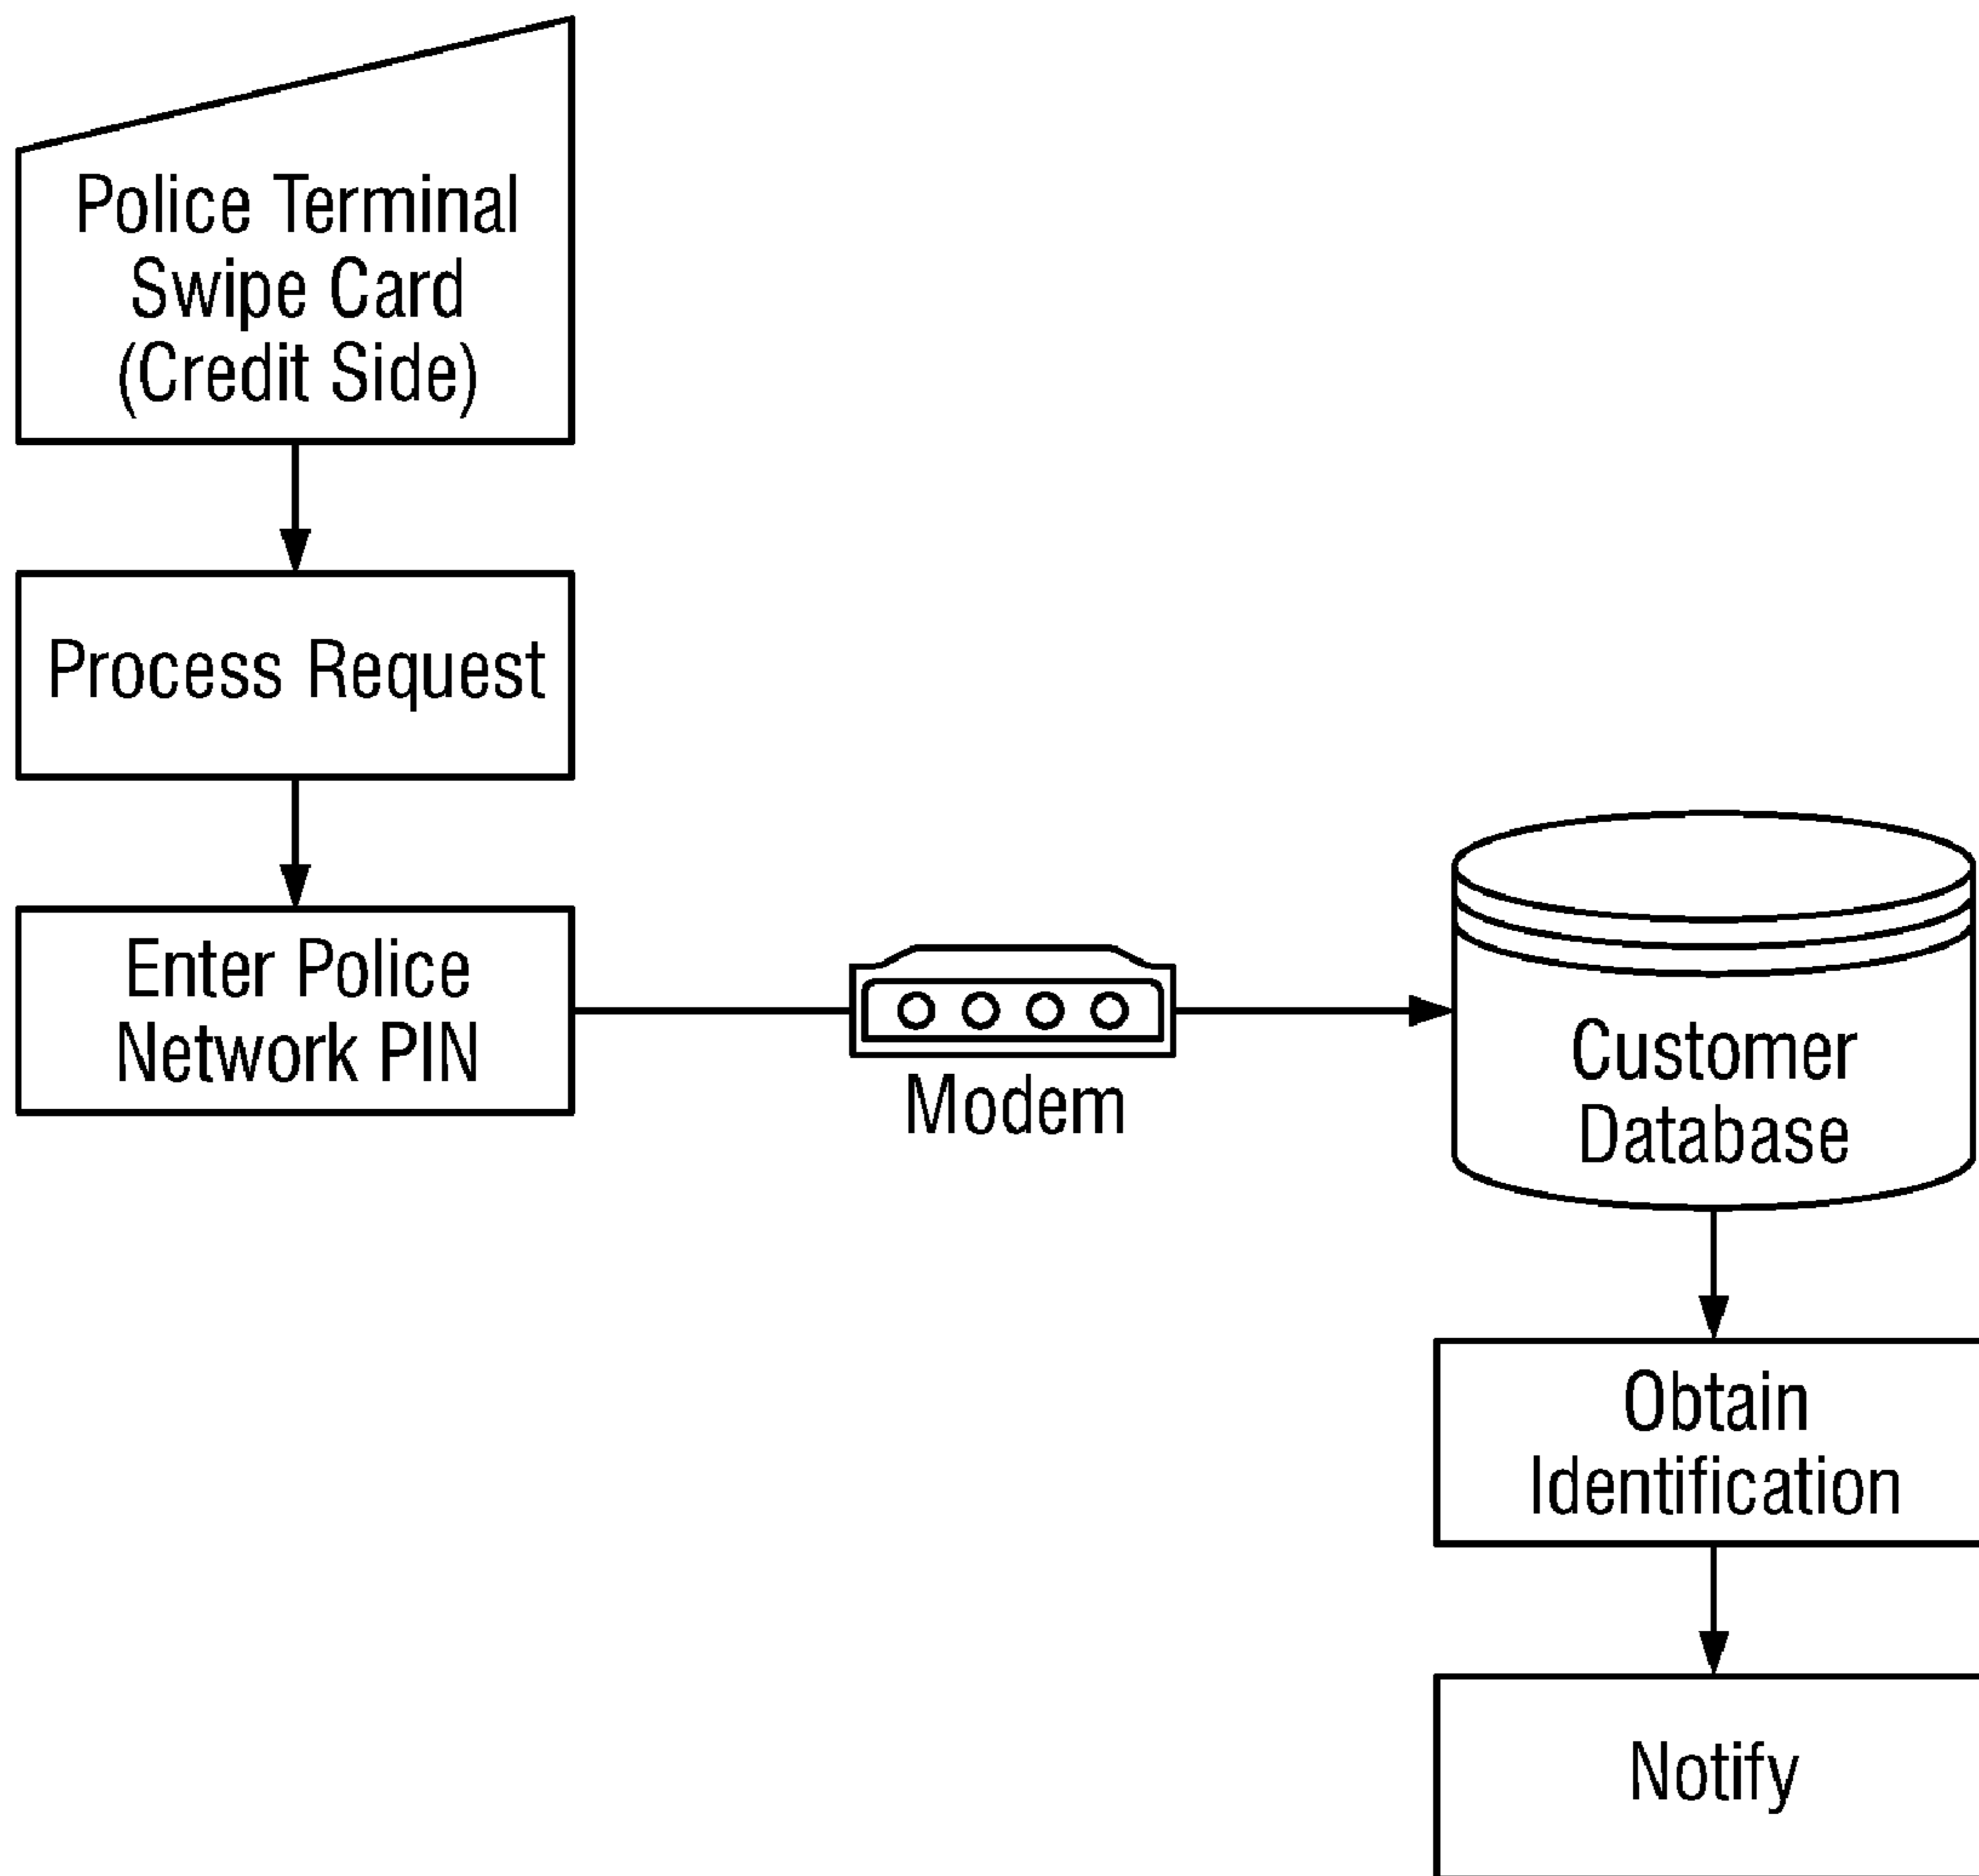 Police Terminal
Swipe Card
(Credit Side)
Process Request
Enter Police
Network PIN
Modem
Customer
Database
Obtain
Identification
Notify